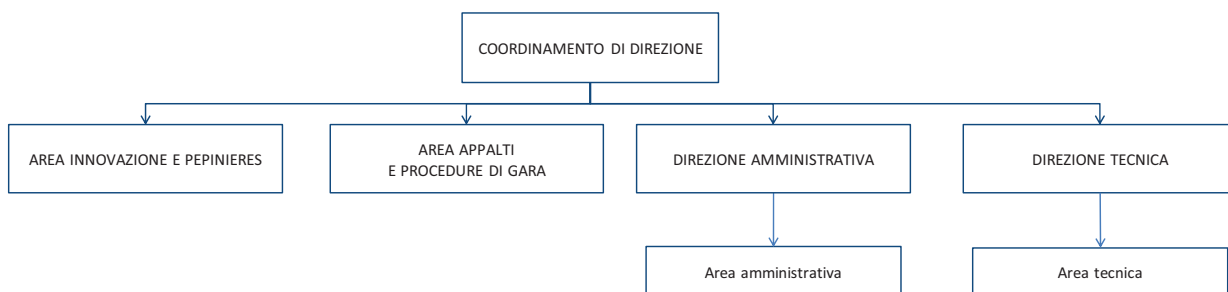 COORDINAMENTO DI DIREZIONE
AREA INNOVAZIONE E PEPINIERES
AREA APPALTI
E PROCEDURE DI GARA
DIREZIONE AMMINISTRATIVA
DIREZIONE TECNICA
Area amministrativa
Area tecnica